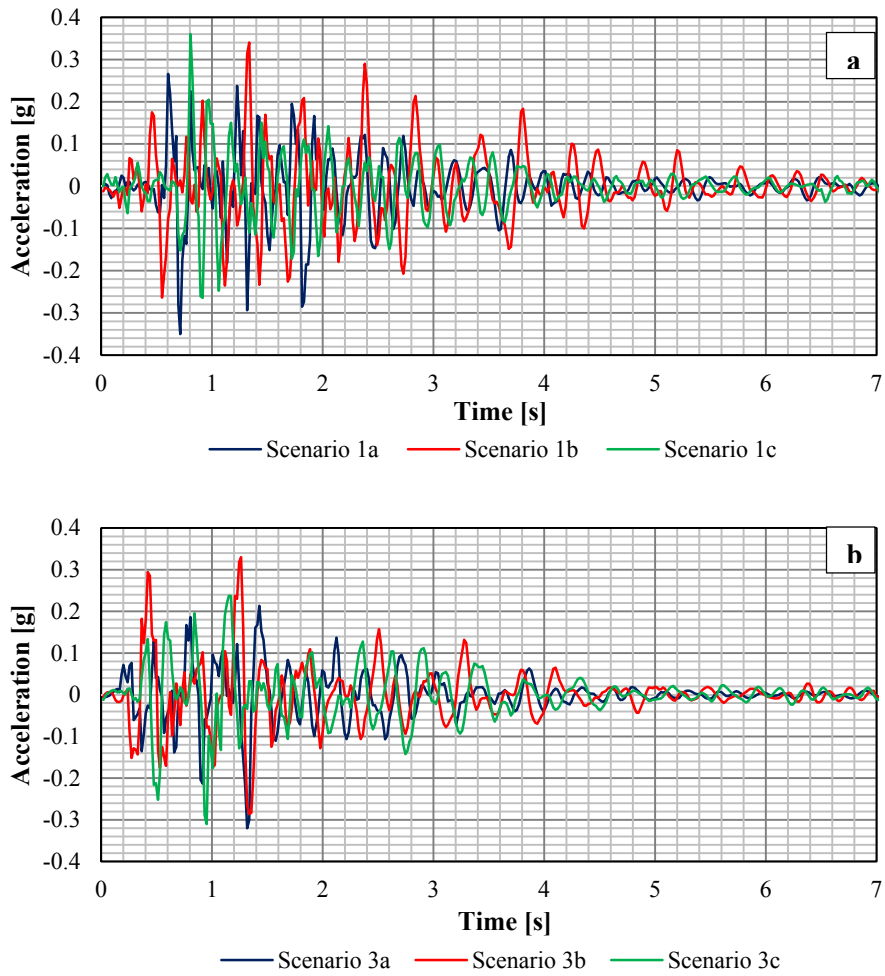 a
Acceleration [g]
0.4
0.3
0.2
0.1
0
-0.1
-0.2
-0.3
-0.4
0 1 2 3 4 5 6 7
Time [s]
Scenario 1a Scenario 1b Scenario 1c
b
Acceleration [g]
0.4
0.3
0.2
0.1
0
-0.1
-0.2
-0.3
-0.4
0 1 2 3 4 5 6 7
Time [s]
Scenario 3a Scenario 3b Scenario 3c